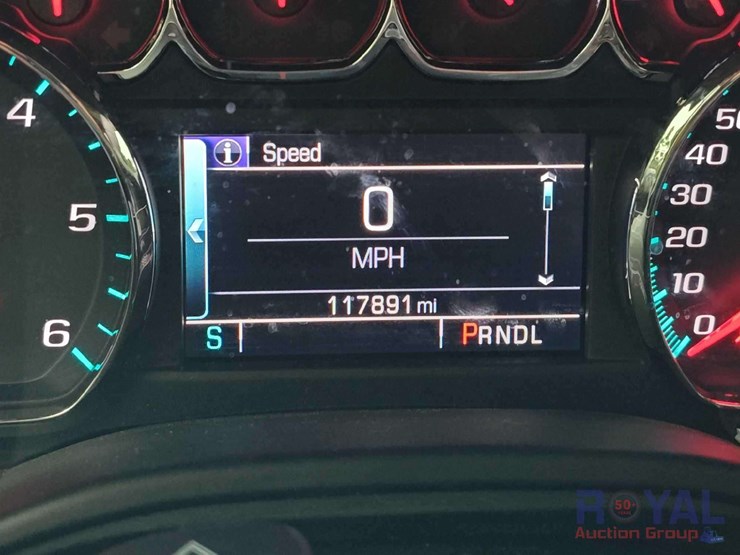 4
5
6
i Speed
0
MPH
117891 mi
S PRNDL
50
40
30
20
10
0
ROYAL
Auction Group